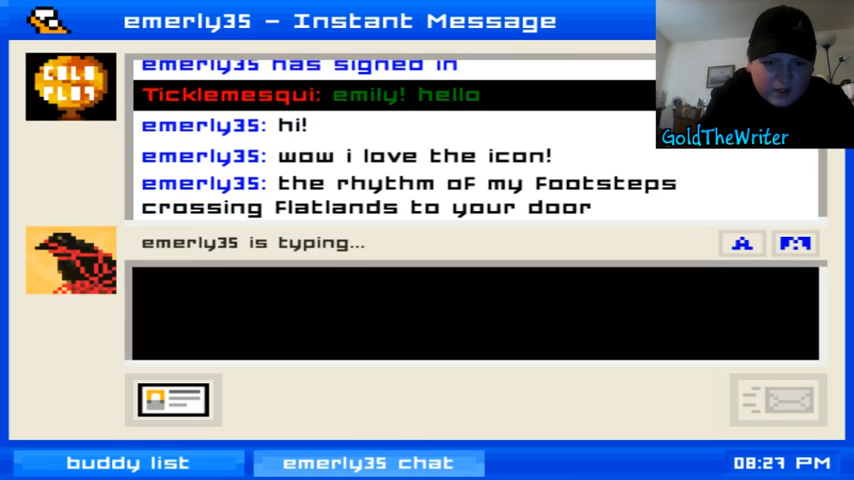 emerly35 - Instant Message
COLD
PLAY
emerly35 has signed in
Ticklemesqui: emily! hello
emerly35: hi!
emerly35: wow i love the icon!
emerly35: the rhythm of my footsteps
crossing flatlands to your door
GoldTheWriter
emerly35 is typing...
A
buddy list
emerly35 chat
08:27 PM